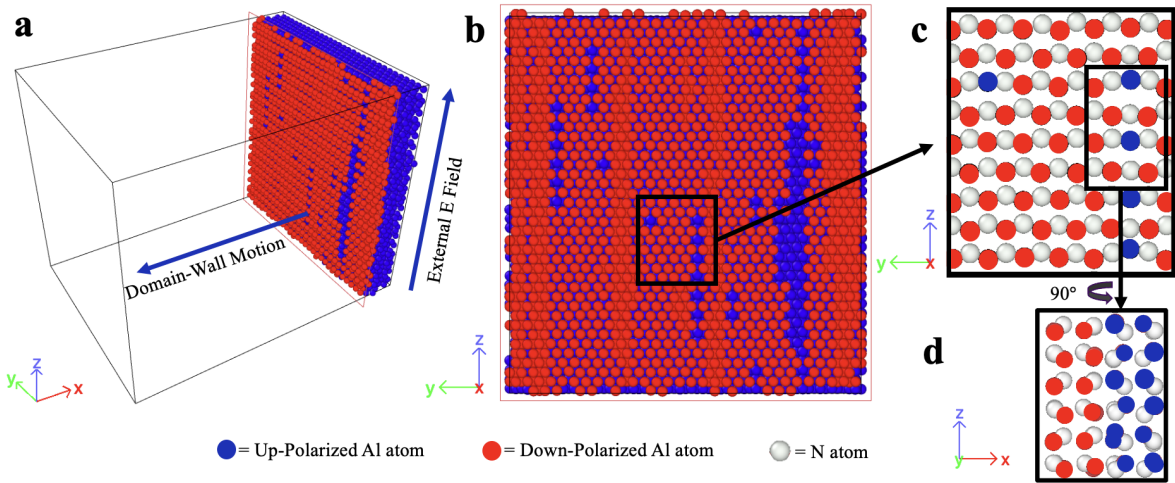 a
b
c
External E Field
Domain-Wall Motion
z
y
x
z
y
x
z
y
x
90°
d
z
y
x
= Up-Polarized Al atom
= Down-Polarized Al atom
= N atom